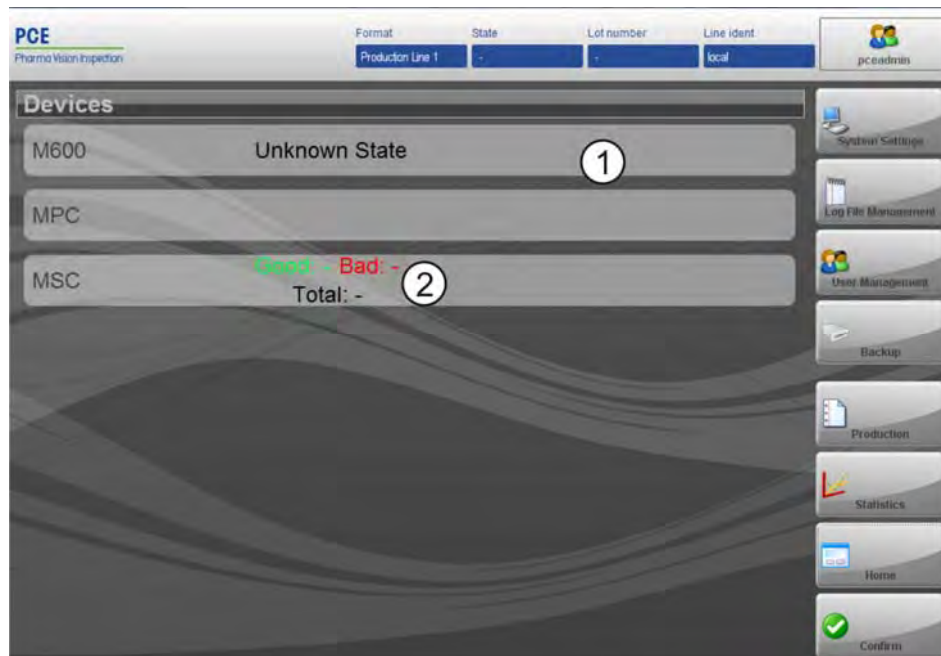 PCE
Pharma Vision Inspection
Format
State
Lot number
Line ident
Production Line 1
-
-
local
pceadmin
Devices
M600
Unknown State
1
MPC
MSC
Good: - Bad: -
Total: -
2
System Settings
Log File Management
User Management
Backup
Production
Statistics
Home
Confirm